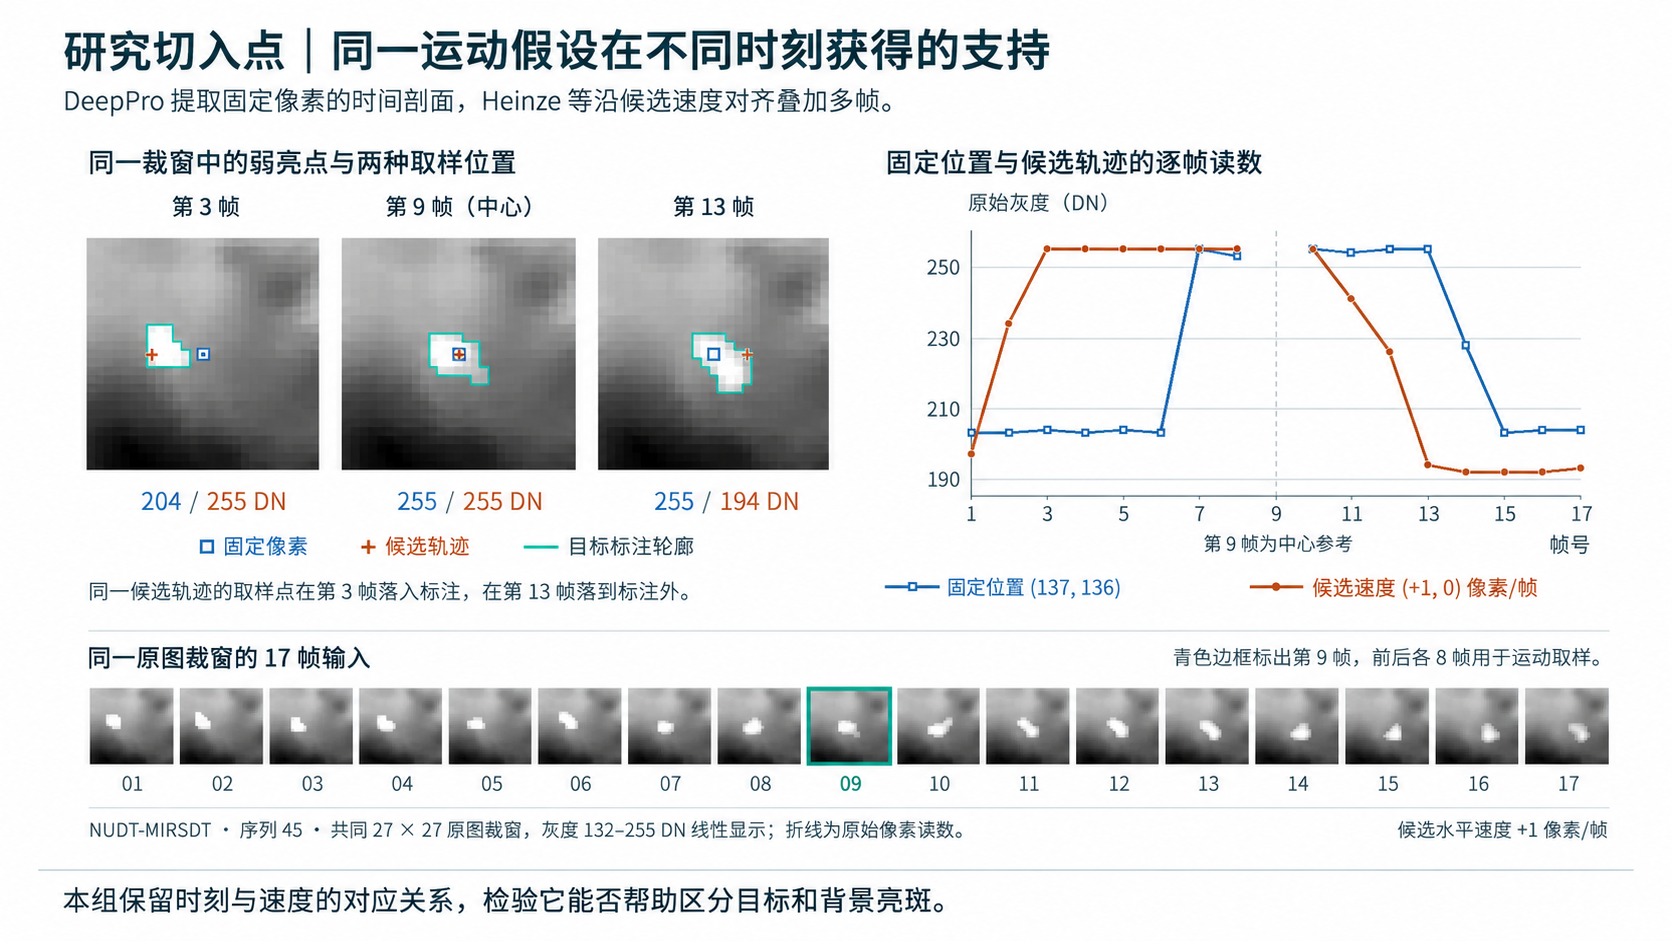 研究切入点｜同一运动假设在不同时刻获得的支持
DeepPro 提取固定像素的时间剖面，Heinze 等沿候选速度对齐叠加多帧。
同一裁窗中的弱亮点与两种取样位置
第 3 帧
第 9 帧（中心）
第 13 帧
204 / 255 DN
255 / 255 DN
255 / 194 DN
固定像素
候选轨迹
目标标注轮廓
同一候选轨迹的取样点在第 3 帧落入标注，在第 13 帧落到标注外。
固定位置与候选轨迹的逐帧读数
原始灰度（DN）
250
230
210
190
1 3 5 7 9 11 13 15 17
第 9 帧为中心参考
帧号
固定位置 (137, 136)
候选速度 (+1, 0) 像素/帧
同一原图裁窗的 17 帧输入
青色边框标出第 9 帧，前后各 8 帧用于运动取样。
01 02 03 04 05 06 07 08 09 10 11 12 13 14 15 16 17
NUDT-MIRSDT · 序列 45 · 共同 27 × 27 原图裁窗，灰度 132–255 DN 线性显示；折线为原始像素读数。
候选水平速度 +1 像素/帧
本组保留时刻与速度的对应关系，检验它能否帮助区分目标和背景亮斑。